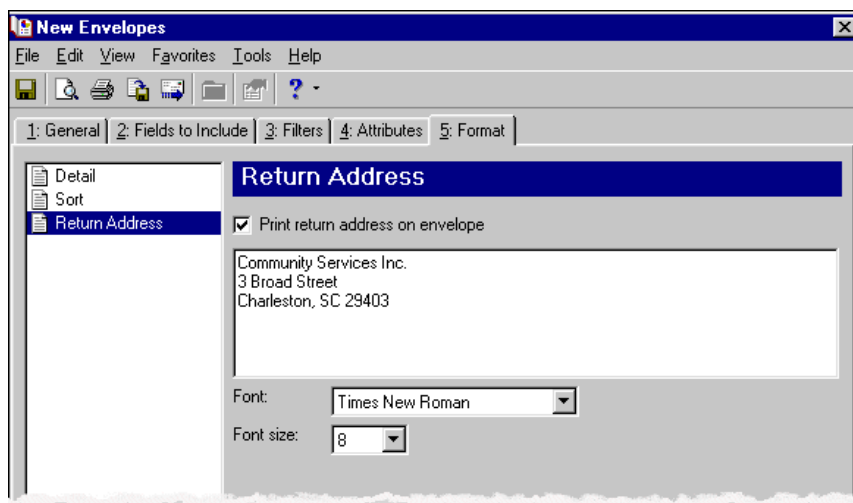 New Envelopes
File Edit View Favorites Tools Help
?
1: General 2: Fields to Include 3: Filters 4: Attributes 5: Format
Detail
Sort
Return Address
Return Address
Print return address on envelope
Community Services Inc.
3 Broad Street
Charleston, SC 29403
Font: Times New Roman
Font size: 8